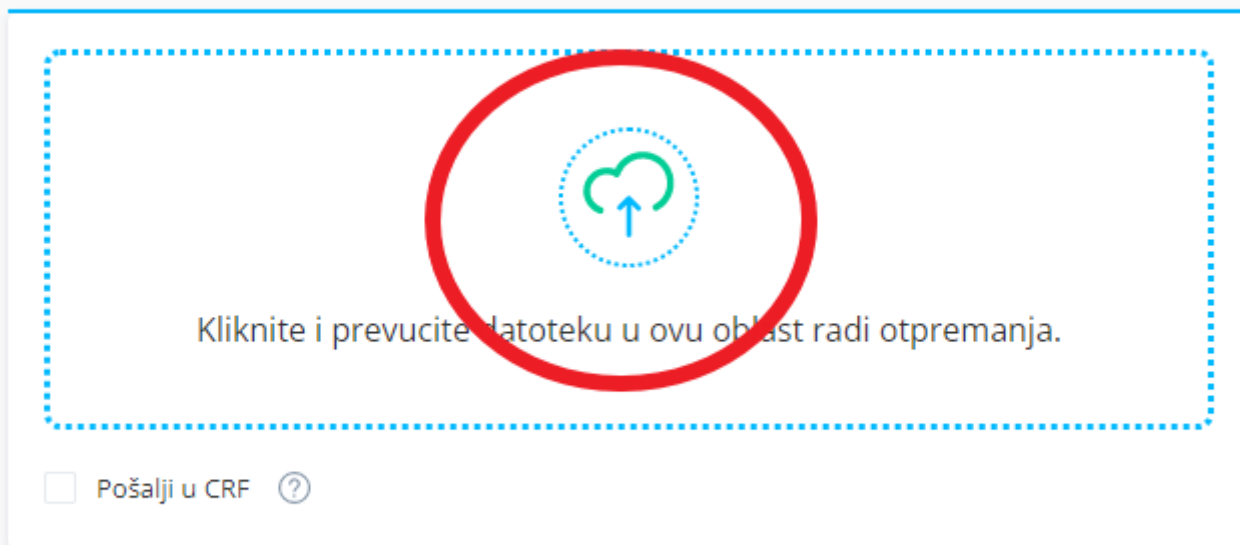 Kliknite i prevucite datoteku u ovu oblast radi otpremanja.
Pošalji u CRF ?